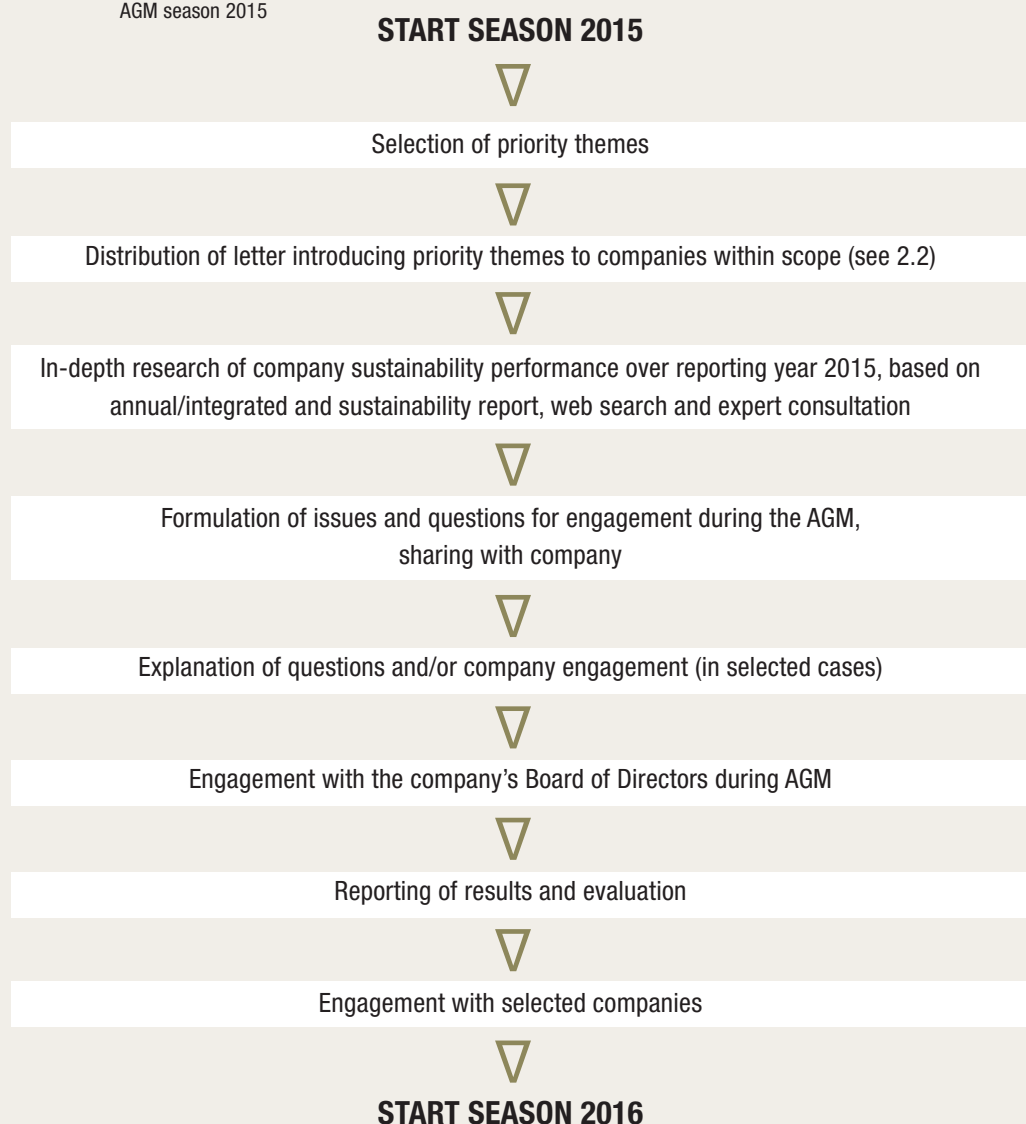 AGM season 2015
START SEASON 2015
Selection of priority themes
Distribution of letter introducing priority themes to companies within scope (see 2.2)
In-depth research of company sustainability performance over reporting year 2015, based on
annual/integrated and sustainability report, web search and expert consultation
Formulation of issues and questions for engagement during the AGM,
sharing with company
Explanation of questions and/or company engagement (in selected cases)
Engagement with the company’s Board of Directors during AGM
Reporting of results and evaluation
Engagement with selected companies
START SEASON 2016